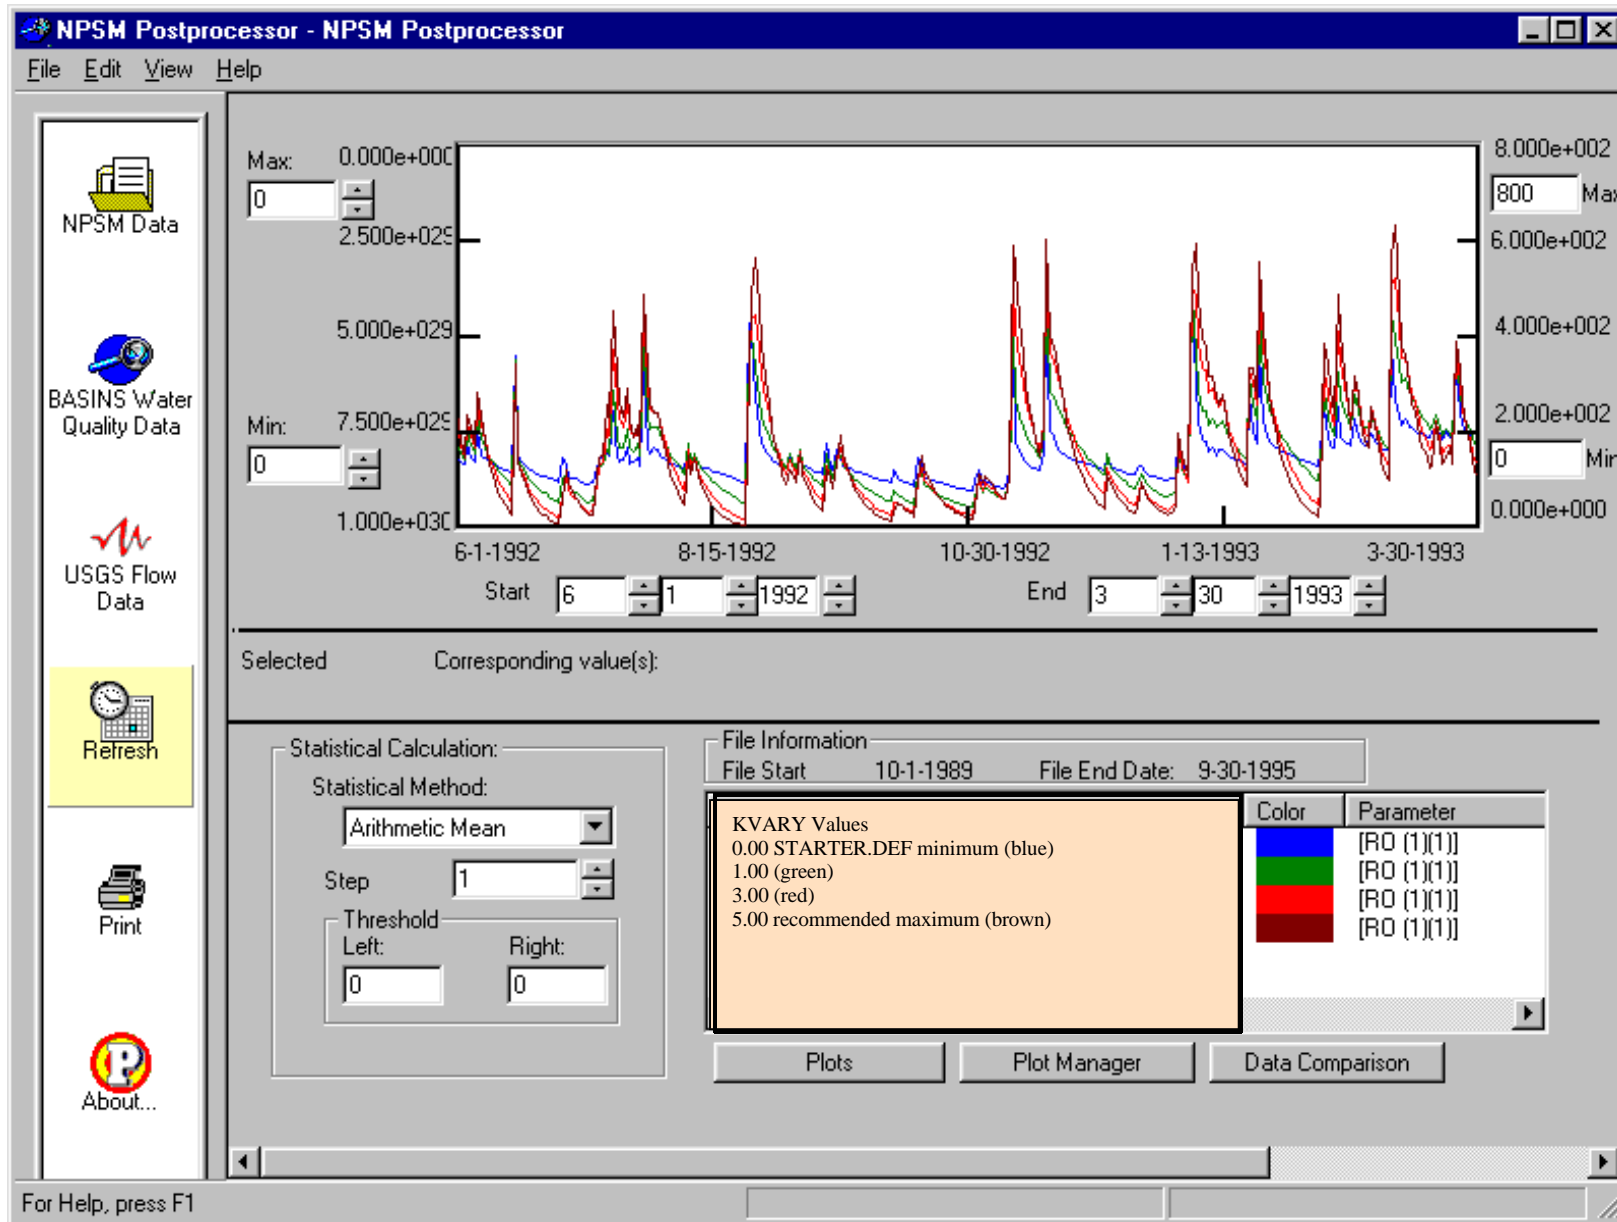 NPSM Postprocessor - NPSM Postprocessor
File Edit View Help
NPSM Data
BASINS Water
Quality Data
USGS Flow
Data
Refresh
Print
About...
Max:
0
Min:
0
0.000e+000
2.500e+029
5.000e+029
7.500e+029
1.000e+030
8.000e+002
800 Max
6.000e+002
4.000e+002
2.000e+002
0 Min
0.000e+000
6-1-1992 8-15-1992 10-30-1992 1-13-1993 3-30-1993
Start 6 1 1992 End 3 30 1993
Selected Corresponding value(s):
Statistical Calculation:
Statistical Method:
Arithmetic Mean
Step 1
Threshold
Left: Right:
0 0
File Information
File Start 10-1-1989 File End Date: 9-30-1995
KVARY Values
0.00 STARTER.DEF minimum (blue)
1.00 (green)
3.00 (red)
5.00 recommended maximum (brown)
Color Parameter
[RO (1)(1)]
[RO (1)(1)]
[RO (1)(1)]
[RO (1)(1)]
Plots Plot Manager Data Comparison
For Help, press F1